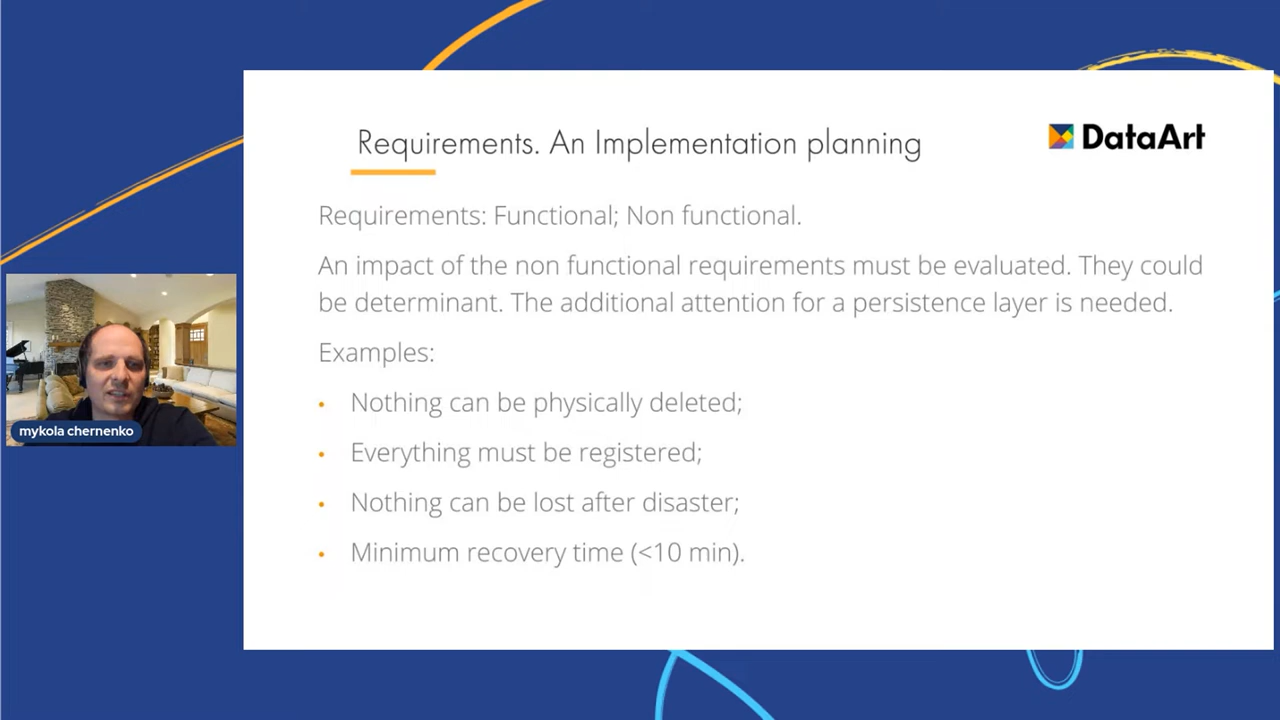 Requirements. An Implementation planning
DataArt
Requirements: Functional; Non functional.
An impact of the non functional requirements must be evaluated. They could
be determinant. The additional attention for a persistence layer is needed.
Examples:
• Nothing can be physically deleted;
• Everything must be registered;
• Nothing can be lost after disaster;
• Minimum recovery time (<10 min).
mykola chernenko